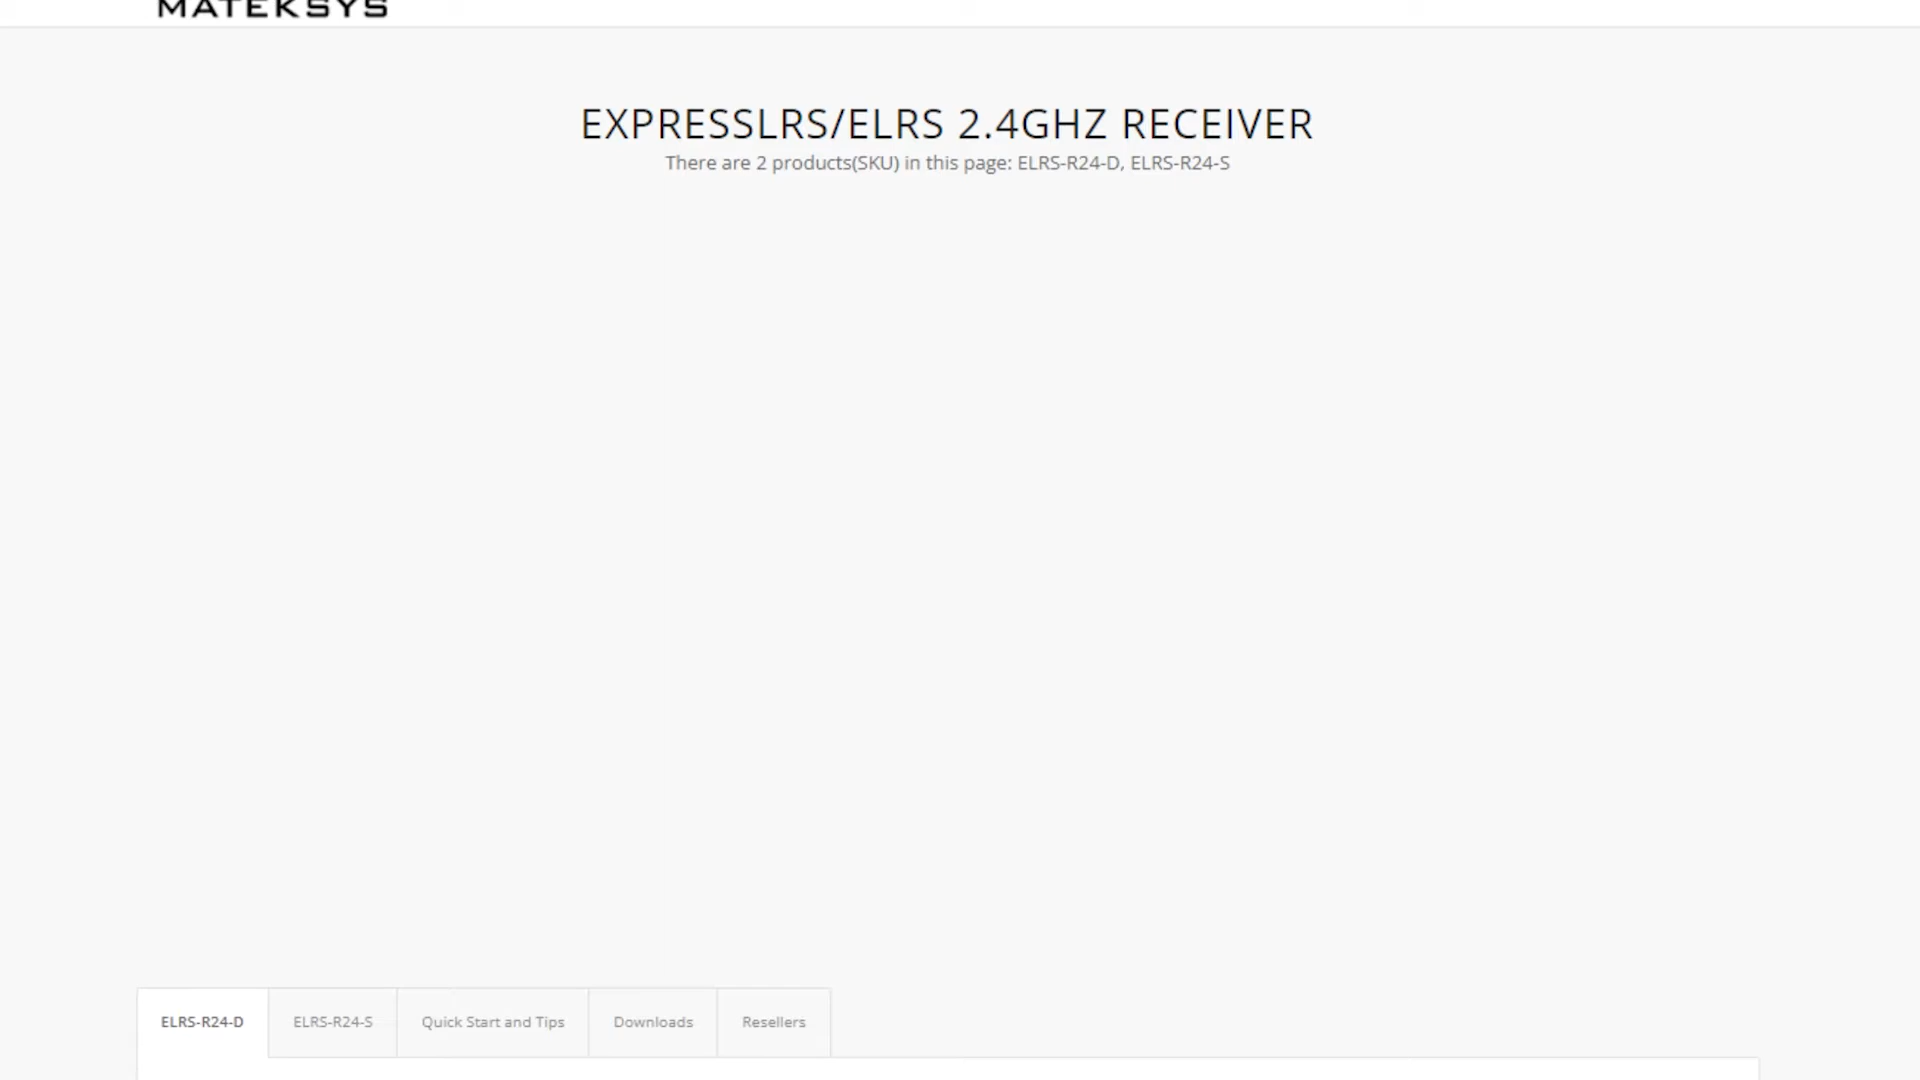 MATEKSYS
EXPRESSLRS/ELRS 2.4GHZ RECEIVER
There are 2 products(SKU) in this page: ELRS-R24-D, ELRS-R24-S
ELRS-R24-D
ELRS-R24-S
Quick Start and Tips
Downloads
Resellers